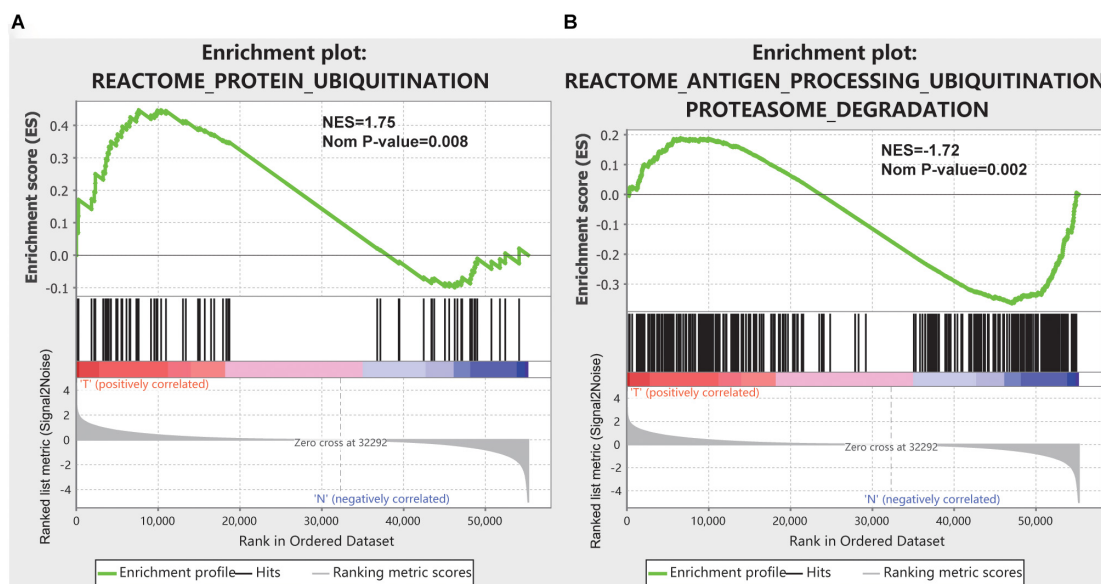 A
Enrichment plot:
REACTOME_PROTEIN_UBIQUITINATION
Enrichment score (ES)
0.4
0.3
0.2
0.1
0.0
-0.1
NES=1.75
Nom P-value=0.008
Ranked list metric (Signal2Noise)
'T' (positively correlated)
4
2
0
-2
-4
Zero cross at 32292
'N' (negatively correlated)
0
10,000
20,000
30,000
40,000
50,000
Rank in Ordered Dataset
Enrichment profile
Hits
Ranking metric scores
B
Enrichment plot:
REACTOME_ANTIGEN_PROCESSING_UBIQUITINATION
PROTEASOME_DEGRADATION
Enrichment score (ES)
0.2
0.1
0.0
-0.1
-0.2
-0.3
NES=-1.72
Nom P-value=0.002
Ranked list metric (Signal2Noise)
'T' (positively correlated)
4
2
0
-2
-4
Zero cross at 32292
'N' (negatively correlated)
0
10,000
20,000
30,000
40,000
50,000
Rank in Ordered Dataset
Enrichment profile
Hits
Ranking metric scores